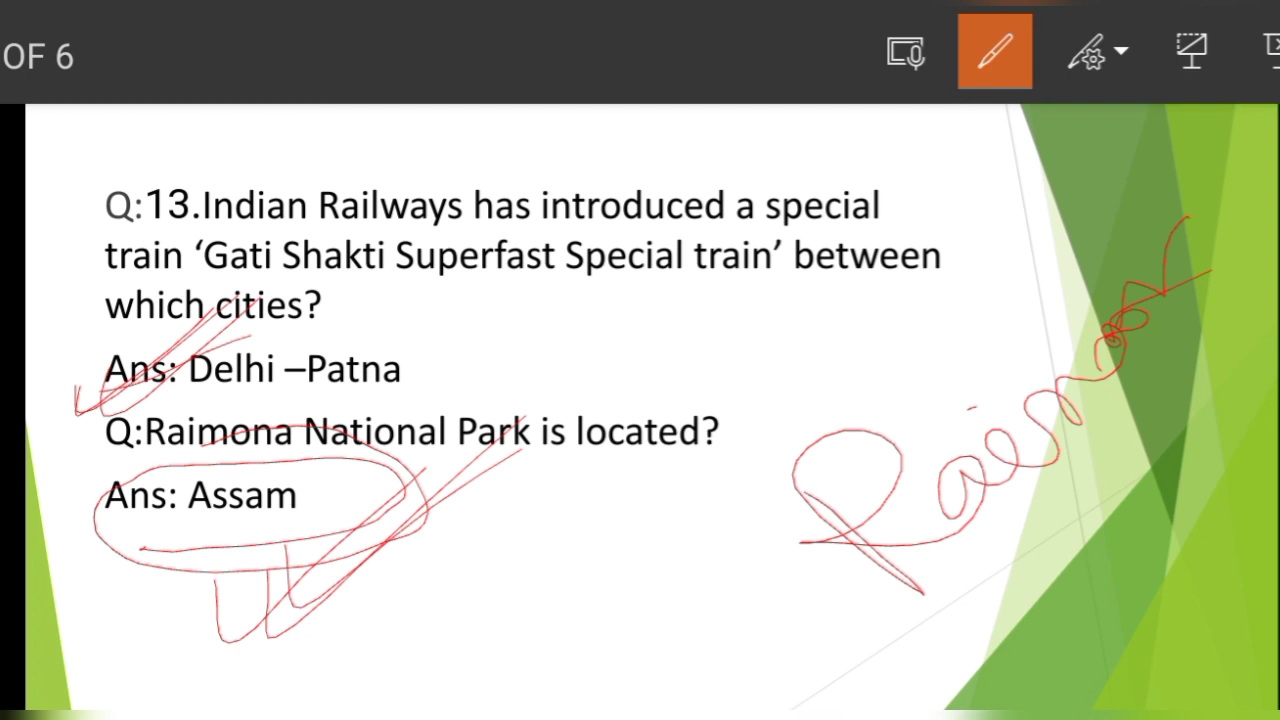 OF 6
Q:13.Indian Railways has introduced a special
train ‘Gati Shakti Superfast Special train’ between
which cities?
Ans: Delhi –Patna
Q:Raimona National Park is located?
Ans: Assam